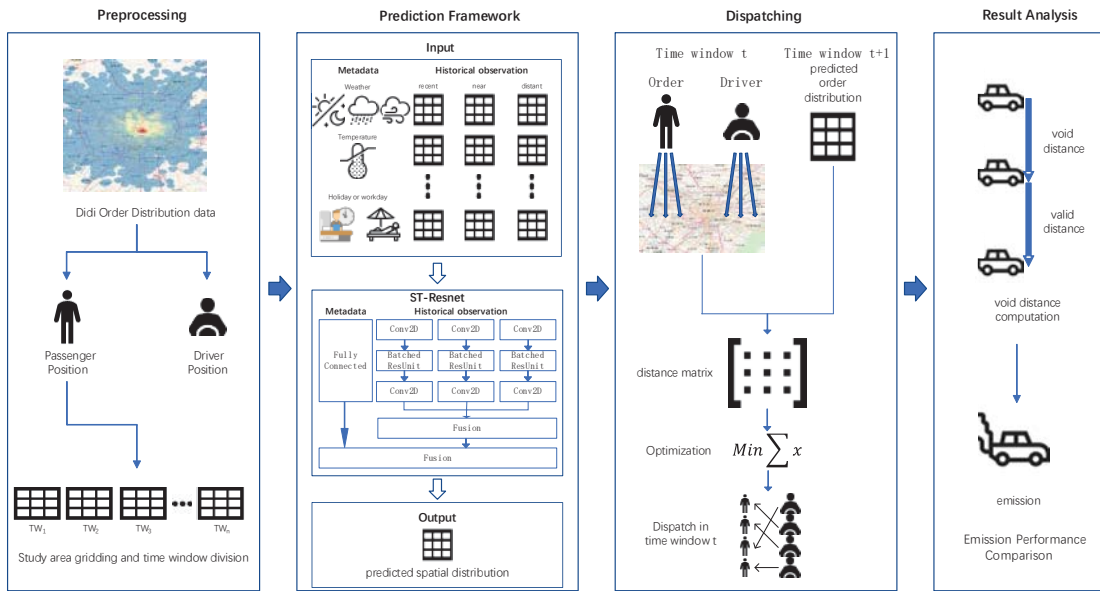 Preprocessing
Didi Order Distribution data
Passenger
Position
Driver
Position
TW1
TW2
TW3
TWn
Study area gridding and time window division
Prediction Framework
Input
Metadata
Historical observation
Weather
recent
near
distant
Temperature
Holiday or workday
ST-Resnet
Metadata
Historical observation
Fully
Connected
Conv2D
Conv2D
Conv2D
Batched
ResUnit
Batched
ResUnit
Batched
ResUnit
Conv2D
Conv2D
Conv2D
Fusion
Fusion
Output
predicted spatial distribution
Dispatching
Time window t
Order
Driver
Time window t+1
predicted
order
distribution
distance matrix
Optimization
Min ∑ x
Dispatch in
time window t
Result Analysis
void
distance
valid
distance
void distance
computation
emission
Emission Performance
Comparison